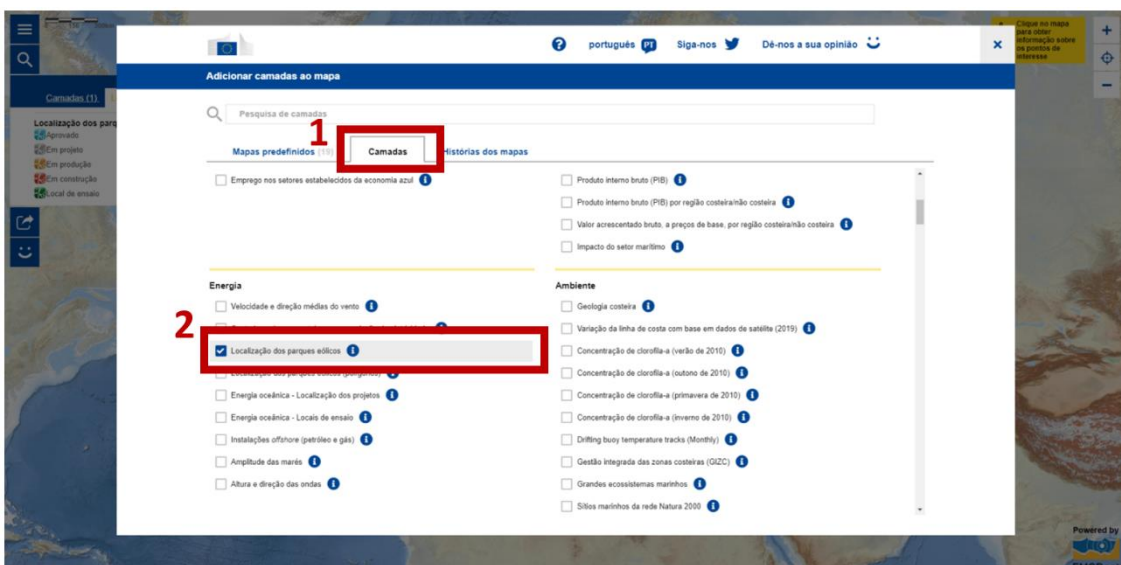 português PT Siga-nos Dê-nos a sua opinião
Clique no mapa
para obter
informação sobre
os pontos de
interesse
Adicionar camadas ao mapa
Camadas (1)
Pesquisa de camadas
1
Mapas predefinidos (19) Camadas Histórias dos mapas
Localização dos parq
Aprovado
Em projeto
Em produção
Em construção
Local de ensaio
Emprego nos setores estabelecidos da economia azul
Produto interno bruto (PIB)
Produto interno bruto (PIB) por região costeira/não costeira
Valor acrescentado bruto, a preços de base, por região costeira/não costeira
Impacto do setor marítimo
Energia
Velocidade e direção médias do vento
2
Localização dos parques eólicos
Localização dos parques eólicos (polígonos)
Energia oceânica - Localização dos projetos
Energia oceânica - Locais de ensaio
Instalações offshore (petróleo e gás)
Amplitude das marés
Altura e direção das ondas
Ambiente
Geologia costeira
Variação da linha de costa com base em dados de satélite (2019)
Concentração de clorofila-a (verão de 2010)
Concentração de clorofila-a (outono de 2010)
Concentração de clorofila-a (primavera de 2010)
Concentração de clorofila-a (inverno de 2010)
Drifting buoy temperature tracks (Monthly)
Gestão integrada das zonas costeiras (GIZC)
Grandes ecossistemas marinhos
Sítios marinhos da rede Natura 2000
Powered by